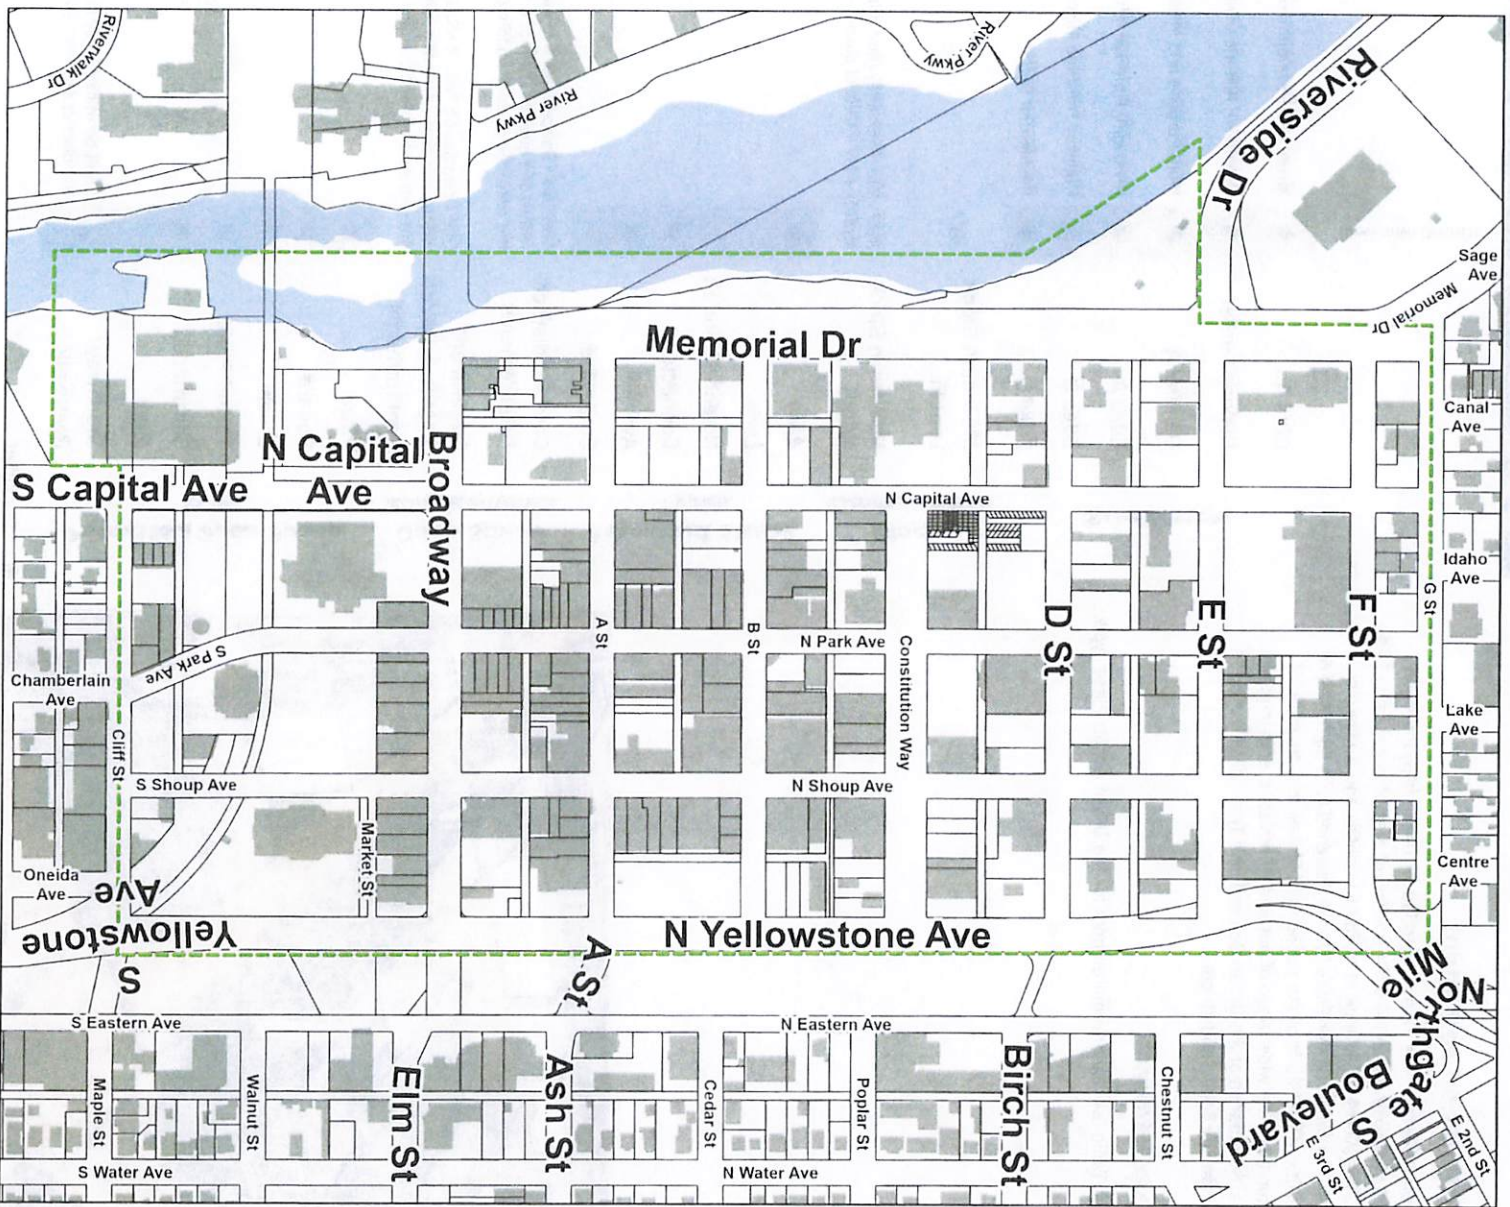 Riverwalk Dr
River Pkwy
River Pkwy
Riverside Dr
Sage
Ave
Memorial Dr
Memorial Dr
Canal
Ave
N Capital
Ave
Broadway
S Capital Ave
N Capital Ave
Idaho
Ave
G St
A St
B St
N Park Ave
Constitution Way
D St
E St
F St
S Park Ave
Chamberlain
Ave
Cliff St
Lake
Ave
S Shoup Ave
N Shoup Ave
Market St
Centre
Ave
Oneida
Ave
S
Yellowstone
Ave
N Yellowstone Ave
A St
Northgate
Mile
S Eastern Ave
N Eastern Ave
Maple St
Walnut St
Elm St
Ash St
Cedar St
Poplar St
Birch St
Chestnut St
S
Boulevard
E 3rd St
E 2nd St
S Water Ave
N Water Ave